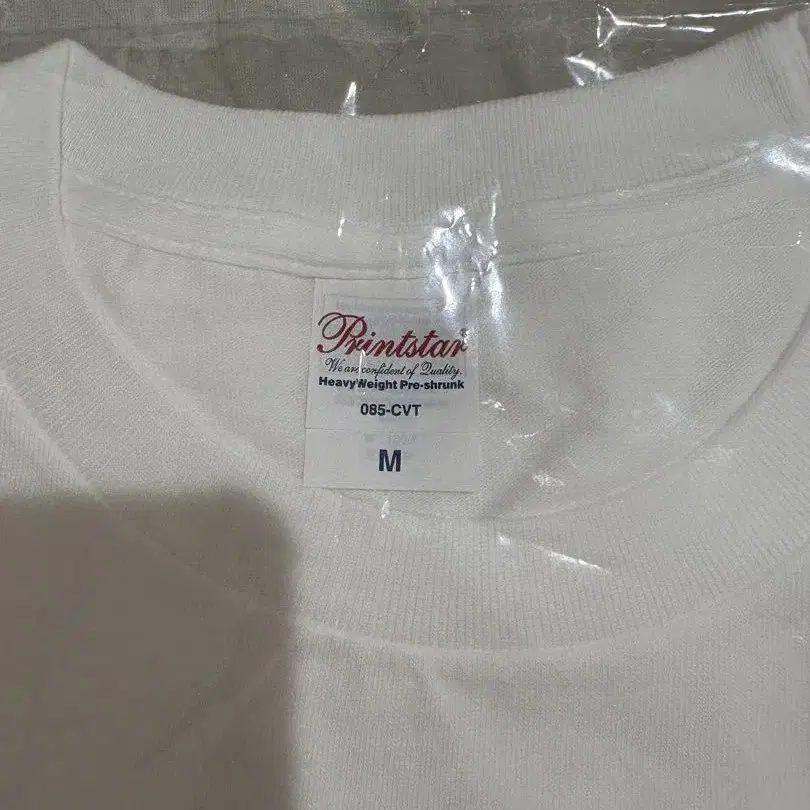 Printstar®
We are confident of Quality.
HeavyWeight Pre-shrunk
085-CVT
M